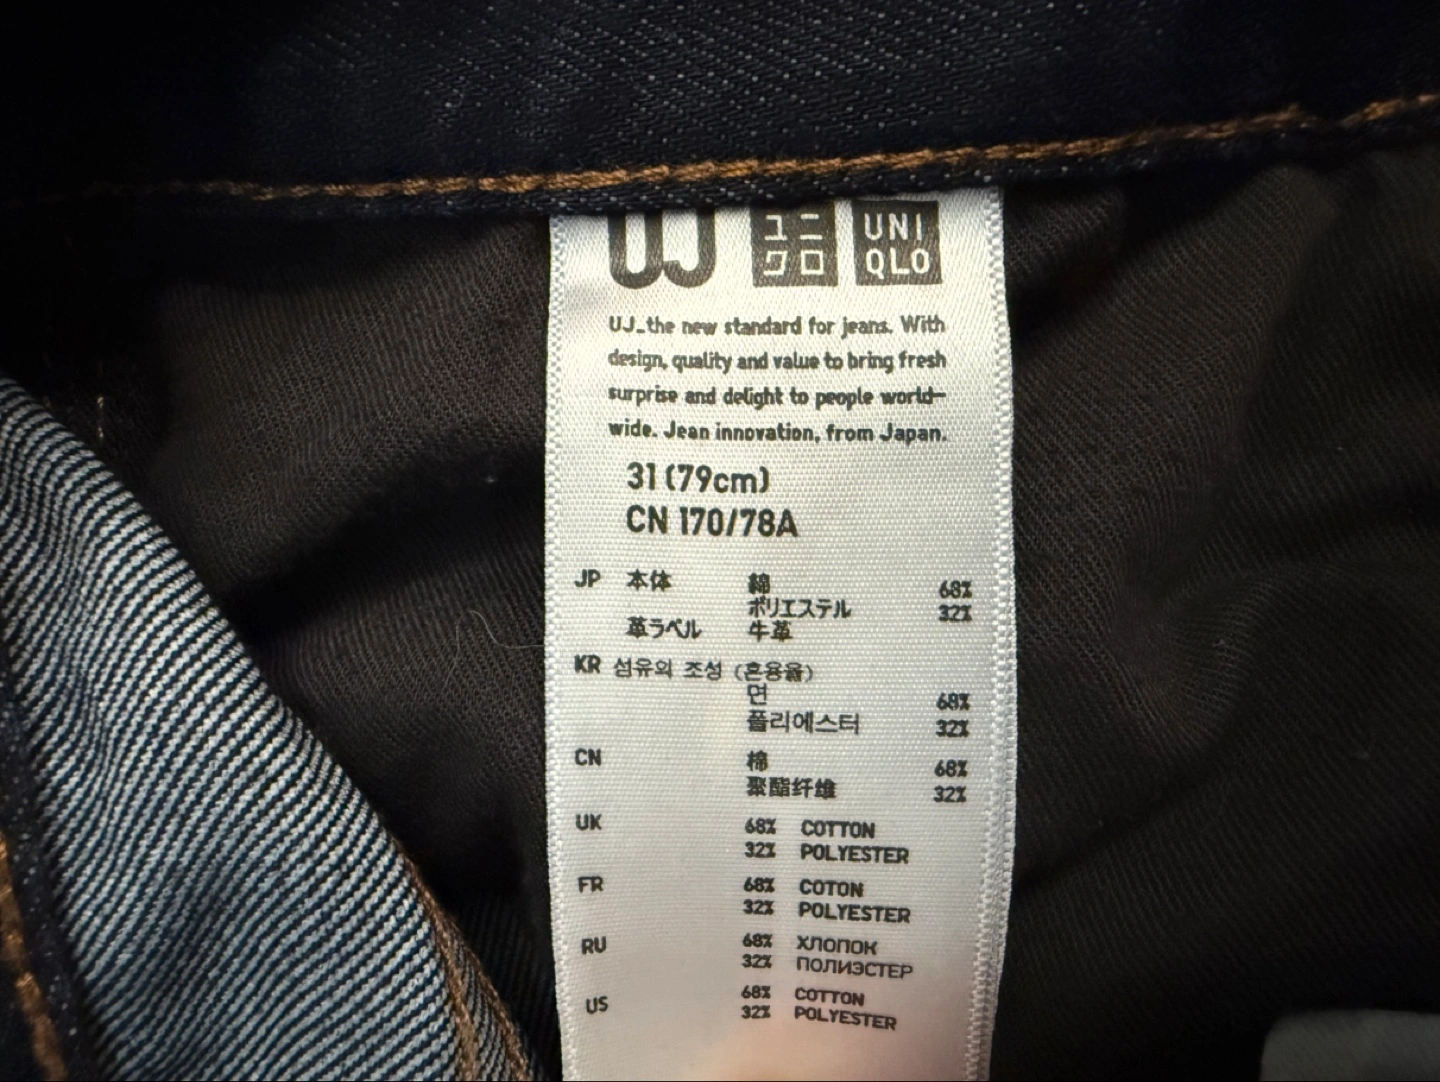 UJ ユニ UNI
クロ QLO
UJ_the new standard for jeans. With
design, quality and value to bring fresh
surprise and delight to people world-
wide. Jean innovation, from Japan.
31 (79cm)
CN 170/78A
JP 本体 綿 68%
ポリエステル 32%
革ラベル 牛革
KR 섬유의 조성 (혼용율)
면 68%
폴리에스터 32%
CN 棉 68%
聚酯纤维 32%
UK 68% COTTON
32% POLYESTER
FR 68% COTON
32% POLYESTER
RU 68% ХЛОПОК
32% ПОЛИЭСТЕР
US 68% COTTON
32% POLYESTER